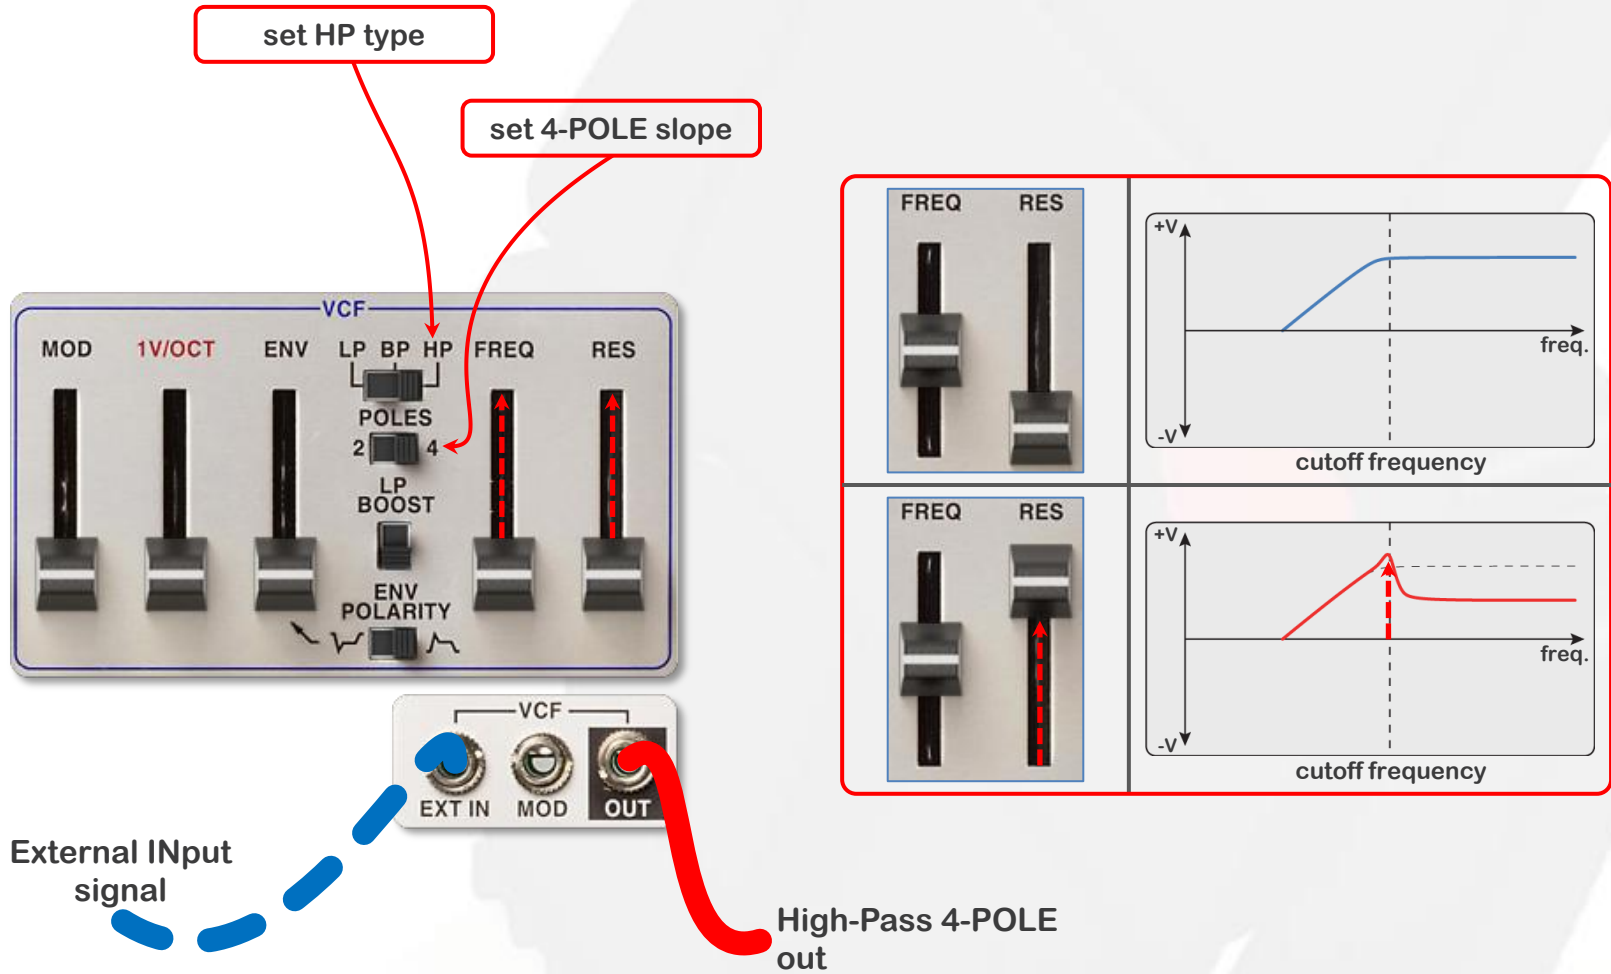 set HP type
set 4-POLE slope
VCF
MOD 1V/OCT ENV LP BP HP FREQ RES
POLES
2 4
LP
BOOST
ENV
POLARITY
VCF
EXT IN MOD OUT
External INput
signal
High-Pass 4-POLE
out
FREQ RES
+V
freq.
-V
cutoff frequency
FREQ RES
+V
freq.
-V
cutoff frequency